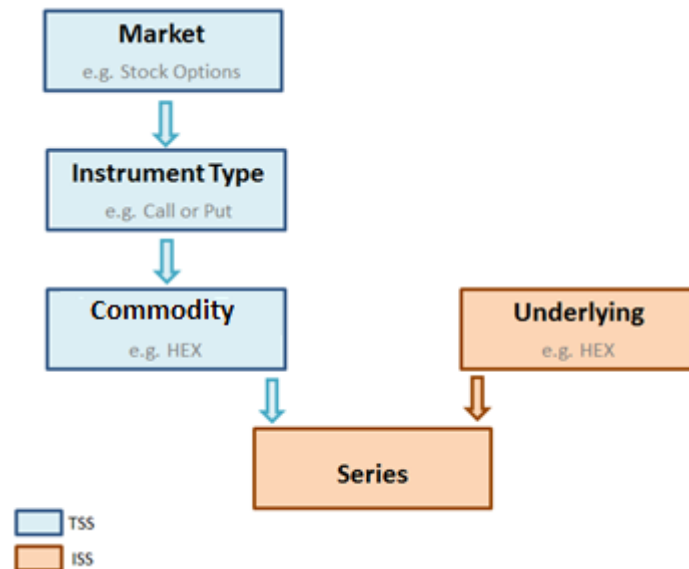 Market
e.g. Stock Options
Instrument Type
e.g. Call or Put
Commodity
e.g. HEX
Underlying
e.g. HEX
Series
TSS
ISS